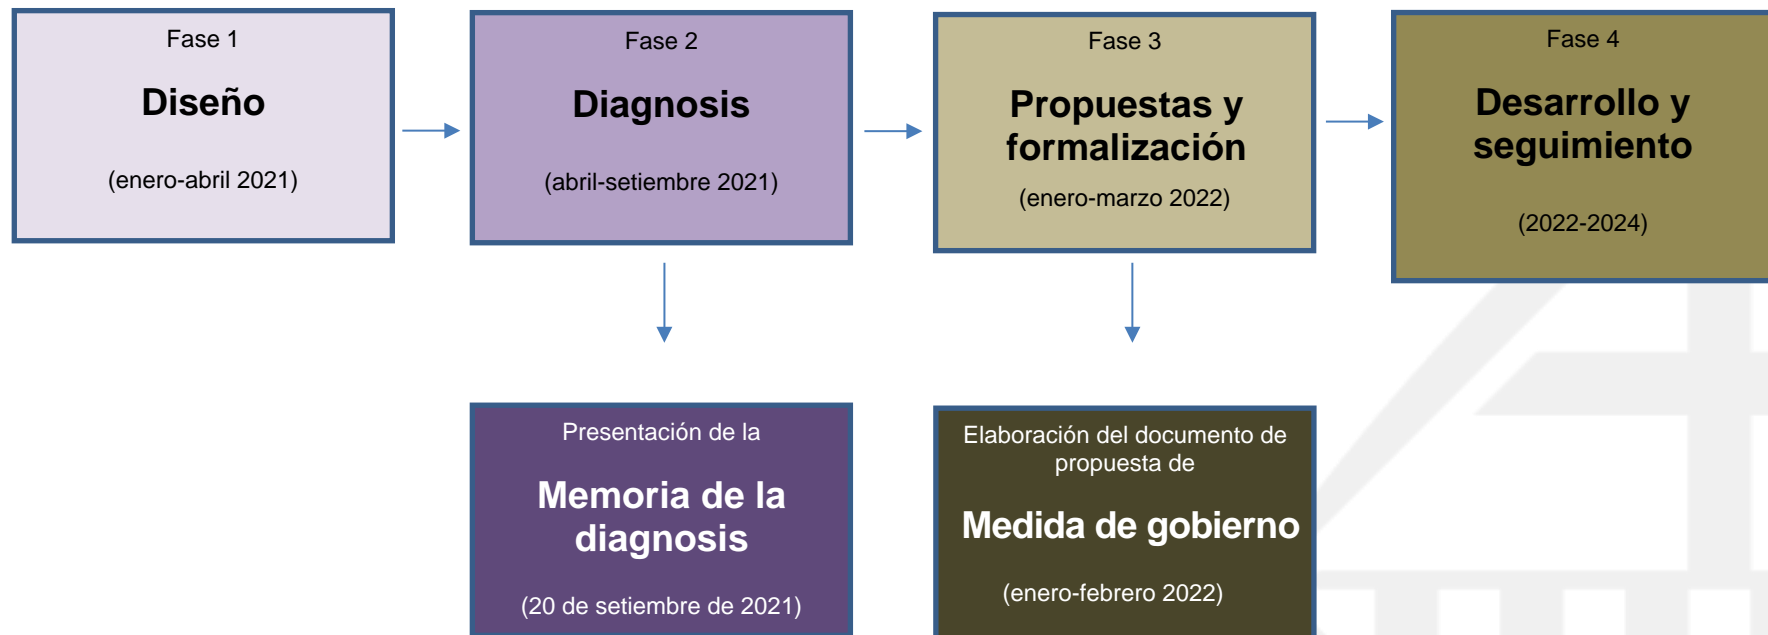 Fase 1
Diseño
(enero-abril 2021)
Fase 2
Diagnosis
(abril-setiembre 2021)
Fase 3
Propuestas y
formalización
(enero-marzo 2022)
Fase 4
Desarrollo y
seguimiento
(2022-2024)
Presentación de la
Memoria de la
diagnosis
(20 de setiembre de 2021)
Elaboración del documento de
propuesta de
Medida de gobierno
(enero-febrero 2022)